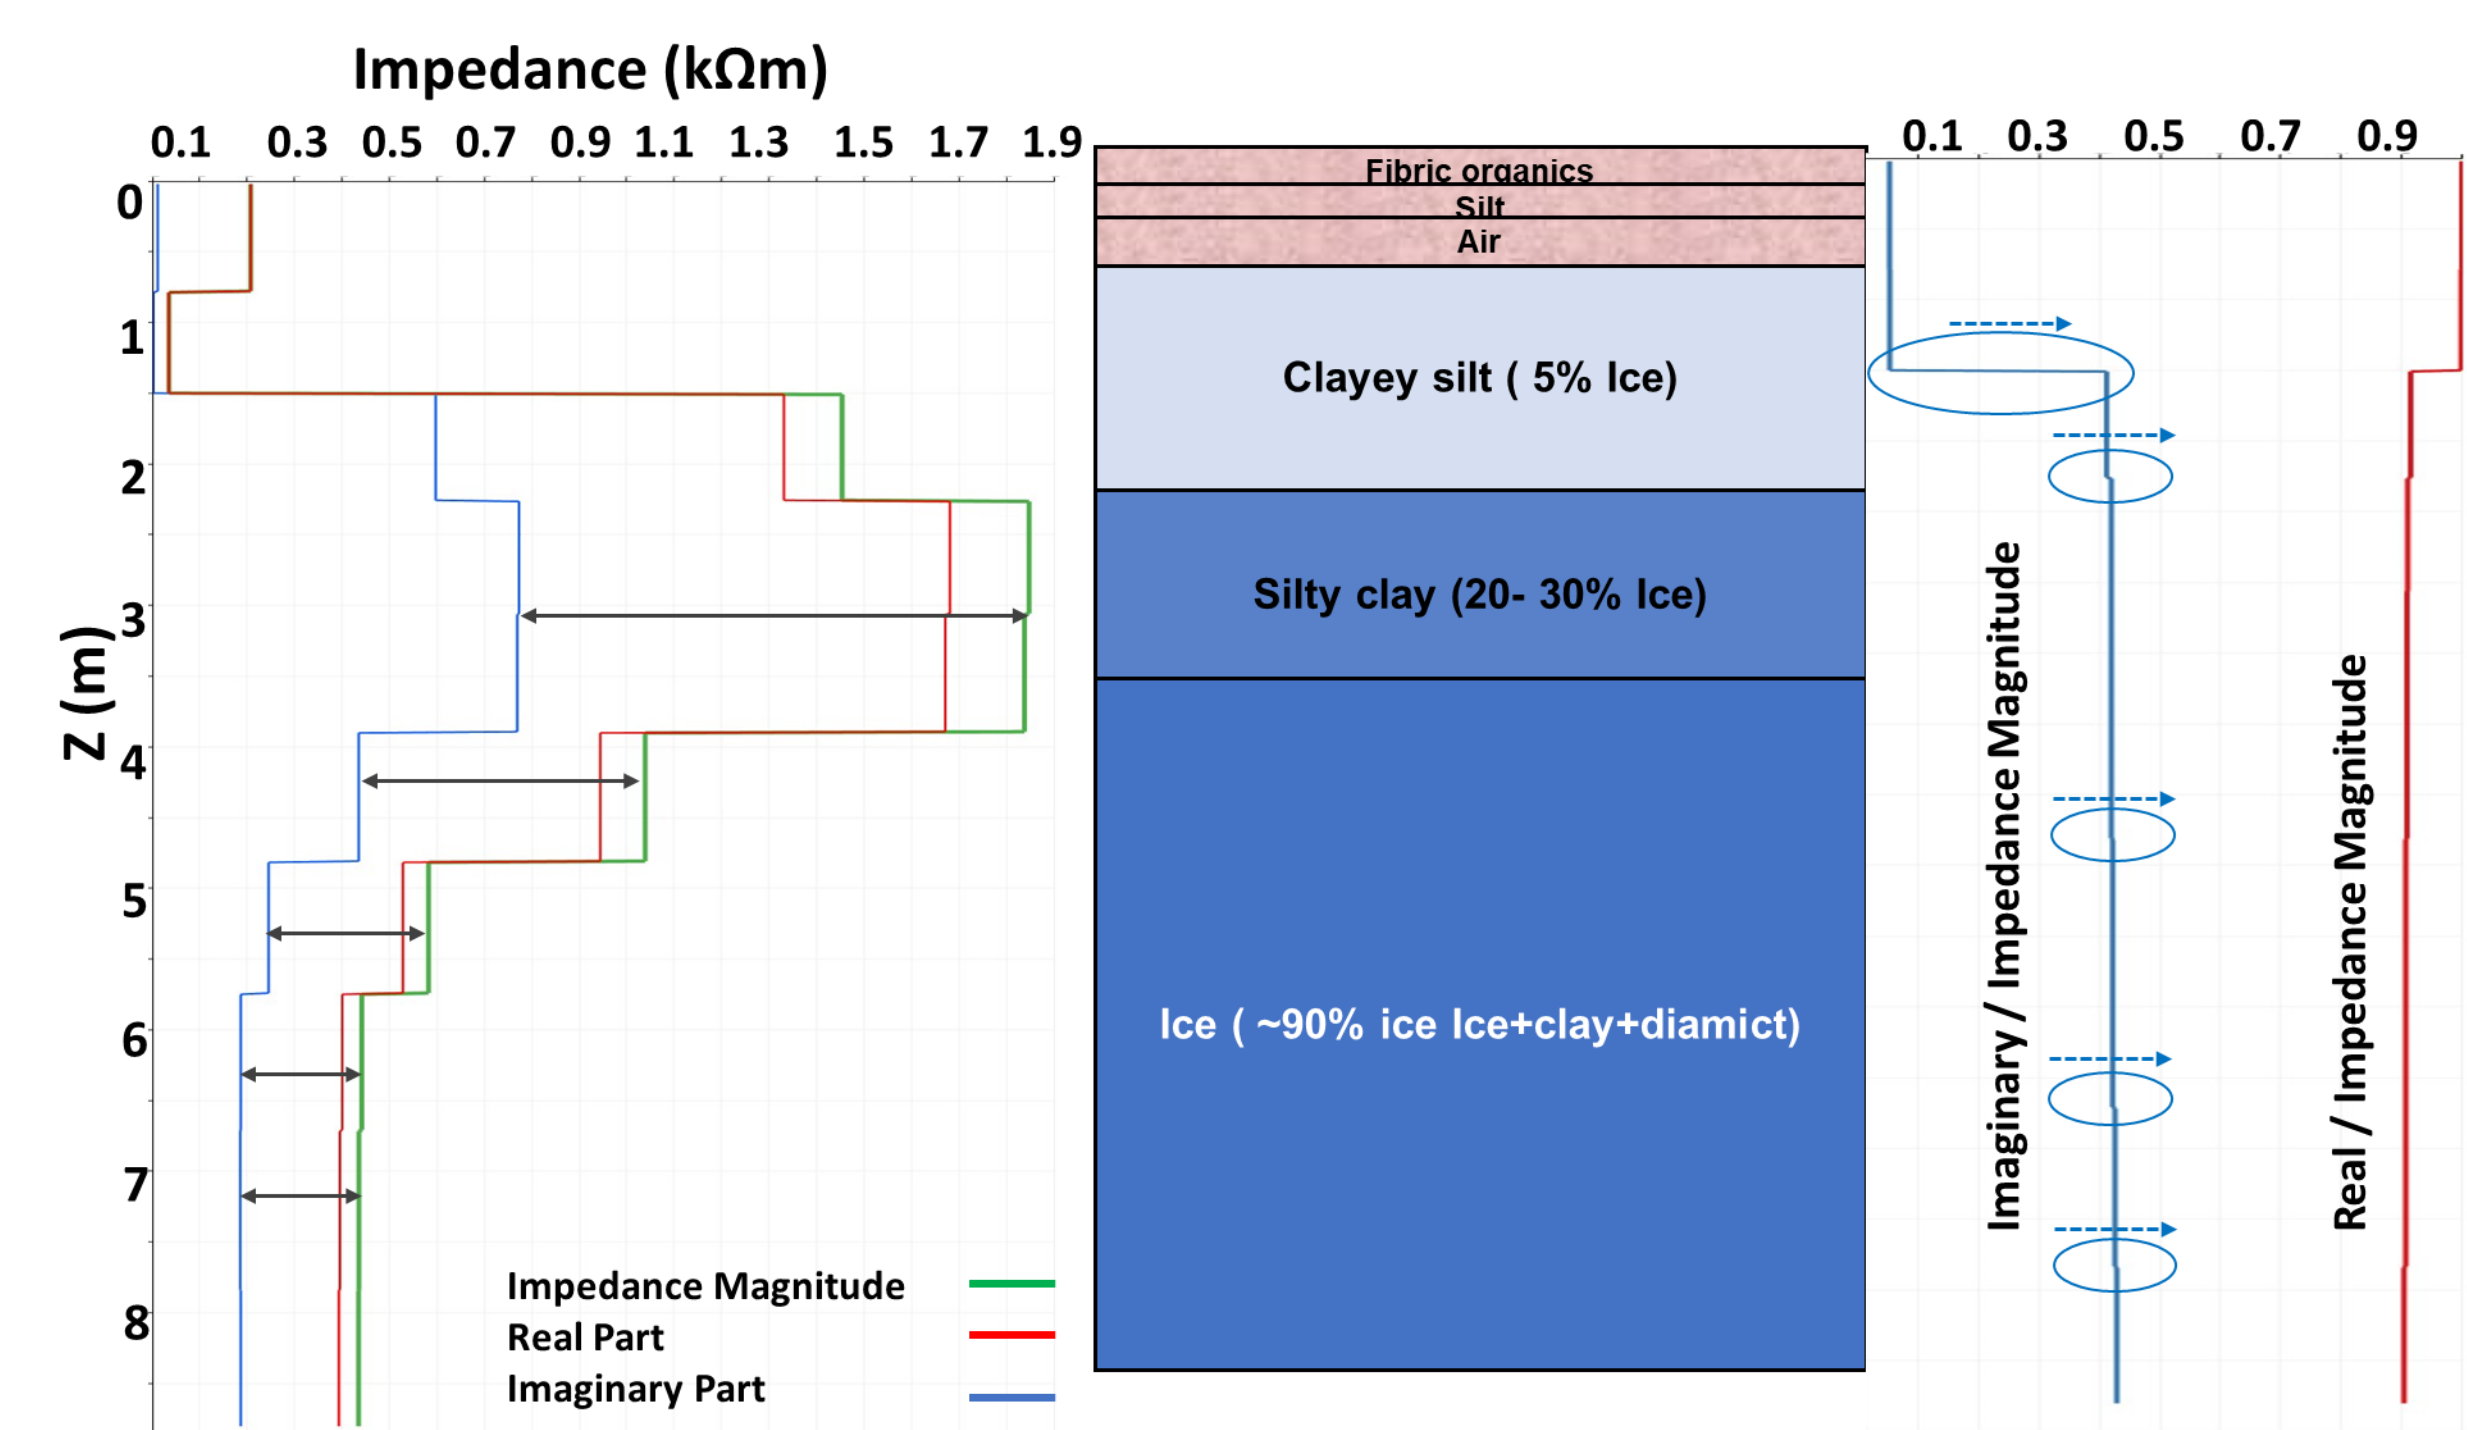 Impedance (kΩm)
0.1 0.3 0.5 0.7 0.9 1.1 1.3 1.5 1.7 1.9
0
1
2
3
4
5
6
7
8
Z (m)
Impedance Magnitude
Real Part
Imaginary Part
Fibric organics
Silt
Air
Clayey silt ( 5% Ice)
Silty clay (20- 30% Ice)
Ice ( ~90% ice Ice+clay+diamict)
0.1 0.3 0.5 0.7 0.9
Imaginary / Impedance Magnitude
Real / Impedance Magnitude